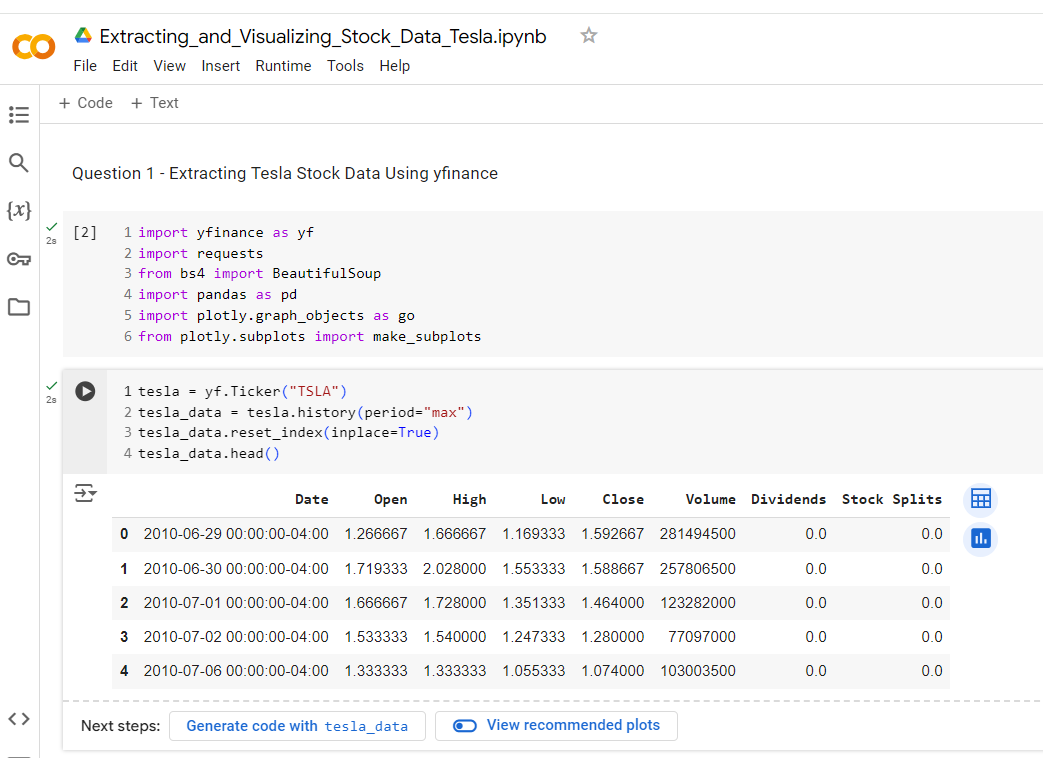 Extracting_and_Visualizing_Stock_Data_Tesla.ipynb
File Edit View Insert Runtime Tools Help
+ Code + Text
Question 1 - Extracting Tesla Stock Data Using yfinance
{x}
2s
[2]
1 import yfinance as yf
2 import requests
3 from bs4 import BeautifulSoup
4 import pandas as pd
5 import plotly.graph_objects as go
6 from plotly.subplots import make_subplots
2s
1 tesla = yf.Ticker("TSLA")
2 tesla_data = tesla.history(period="max")
3 tesla_data.reset_index(inplace=True)
4 tesla_data.head()
Date Open High Low Close Volume Dividends Stock Splits
0 2010-06-29 00:00:00-04:00 1.266667 1.666667 1.169333 1.592667 281494500 0.0 0.0
1 2010-06-30 00:00:00-04:00 1.719333 2.028000 1.553333 1.588667 257806500 0.0 0.0
2 2010-07-01 00:00:00-04:00 1.666667 1.728000 1.351333 1.464000 123282000 0.0 0.0
3 2010-07-02 00:00:00-04:00 1.533333 1.540000 1.247333 1.280000 77097000 0.0 0.0
4 2010-07-06 00:00:00-04:00 1.333333 1.333333 1.055333 1.074000 103003500 0.0 0.0
Next steps: Generate code with tesla_data View recommended plots